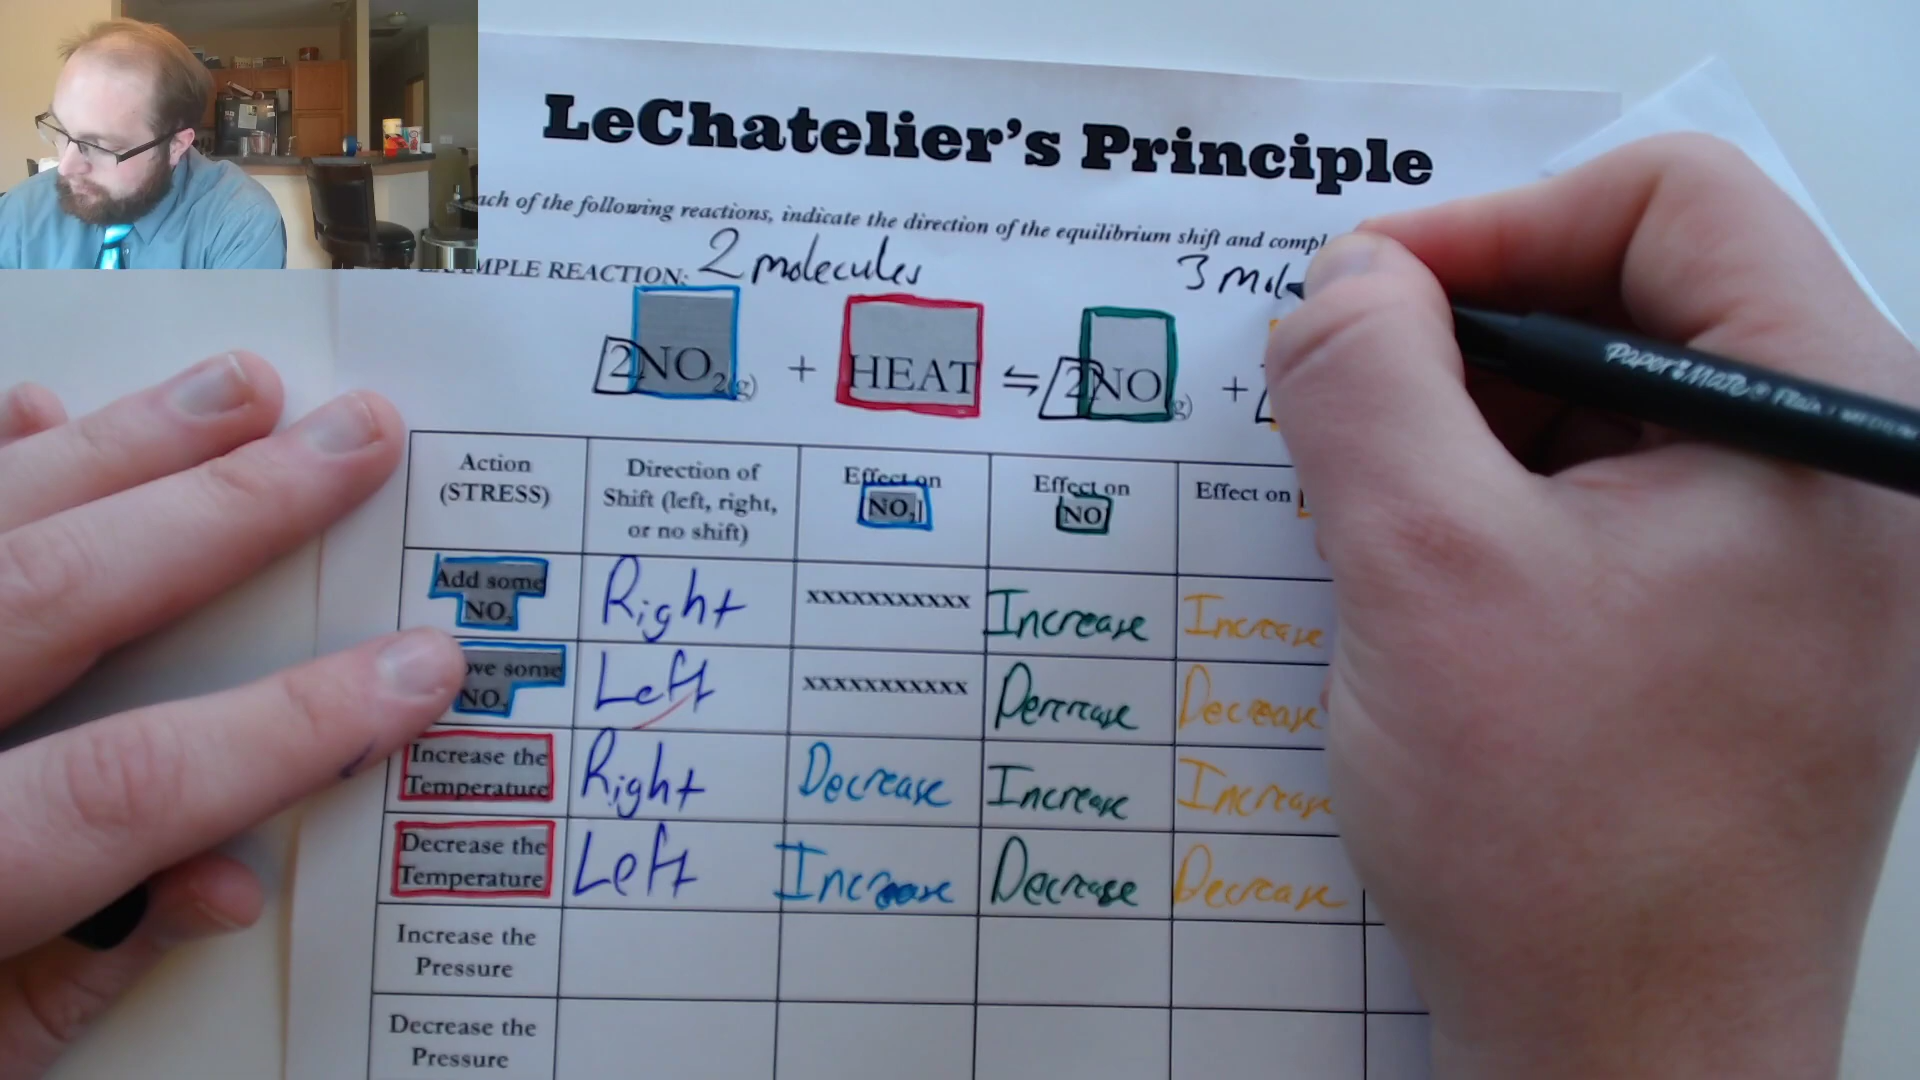 LeChatelier's Principle
ach of the following reactions, indicate the direction of the equilibrium shift and compl
MPLE REACTION: 2 molecules 3 mol
2NO2(g) + HEAT ⇋ 2NO(g) +
Action
(STRESS)
Direction of
Shift (left, right,
or no shift)
Effect on
NO2
Effect on
NO
Effect on
Add some
NO2
Right
xxxxxxxxxxx
Increase
Increase
ove some
NO2
Left
xxxxxxxxxxx
Decrease
Decrease
Increase the
Temperature
Right
Decrease
Increase
Increase
Decrease the
Temperature
Left
Increase
Decrease
Decrease
Increase the
Pressure
Decrease the
Pressure
Paper Mate Flair